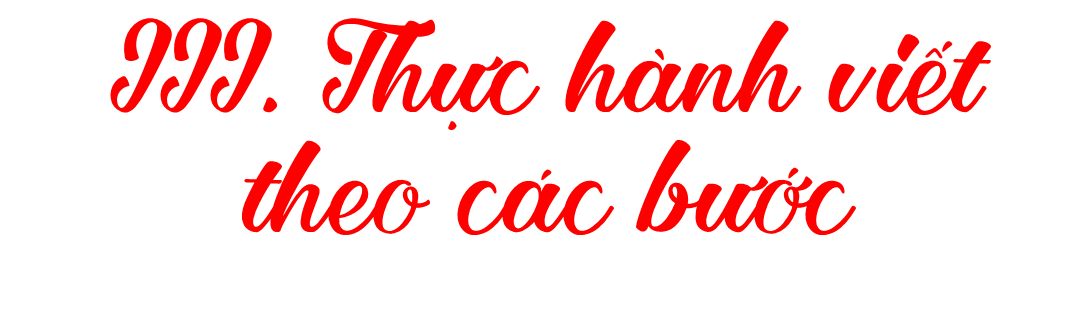 III. Thực hành viết
theo các bước